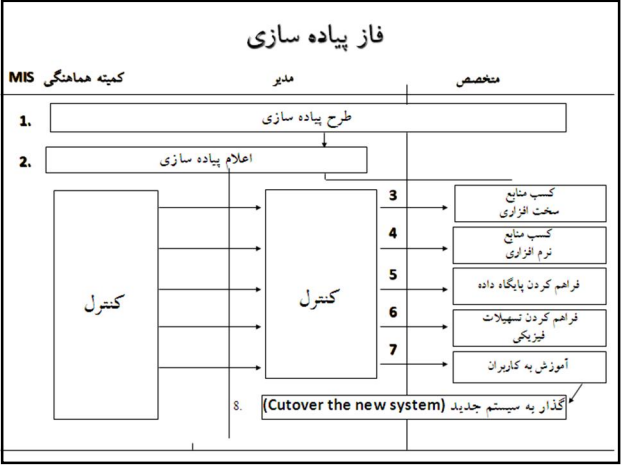 فاز پیاده سازی
متخصص
مدیر
کمیته هماهنگی MIS
1. طرح پیاده سازی
2. اعلام پیاده سازی
کنترل
کنترل
3
کسب منابع
سخت افزاری
4
کسب منابع
نرم افزاری
5
فراهم کردن پایگاه داده
6
فراهم کردن تسهیلات
فیزیکی
7
آموزش به کاربران
8. گذار به سیستم جدید (Cutover the new system)